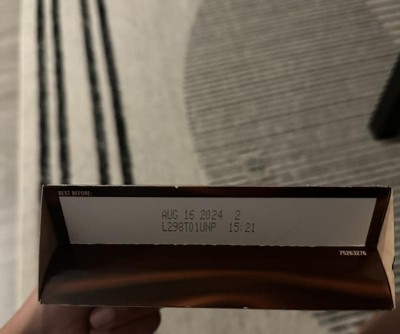 BEST BEFORE:
AUG 16 2024 2
L298T01UNP 15:21
75263276